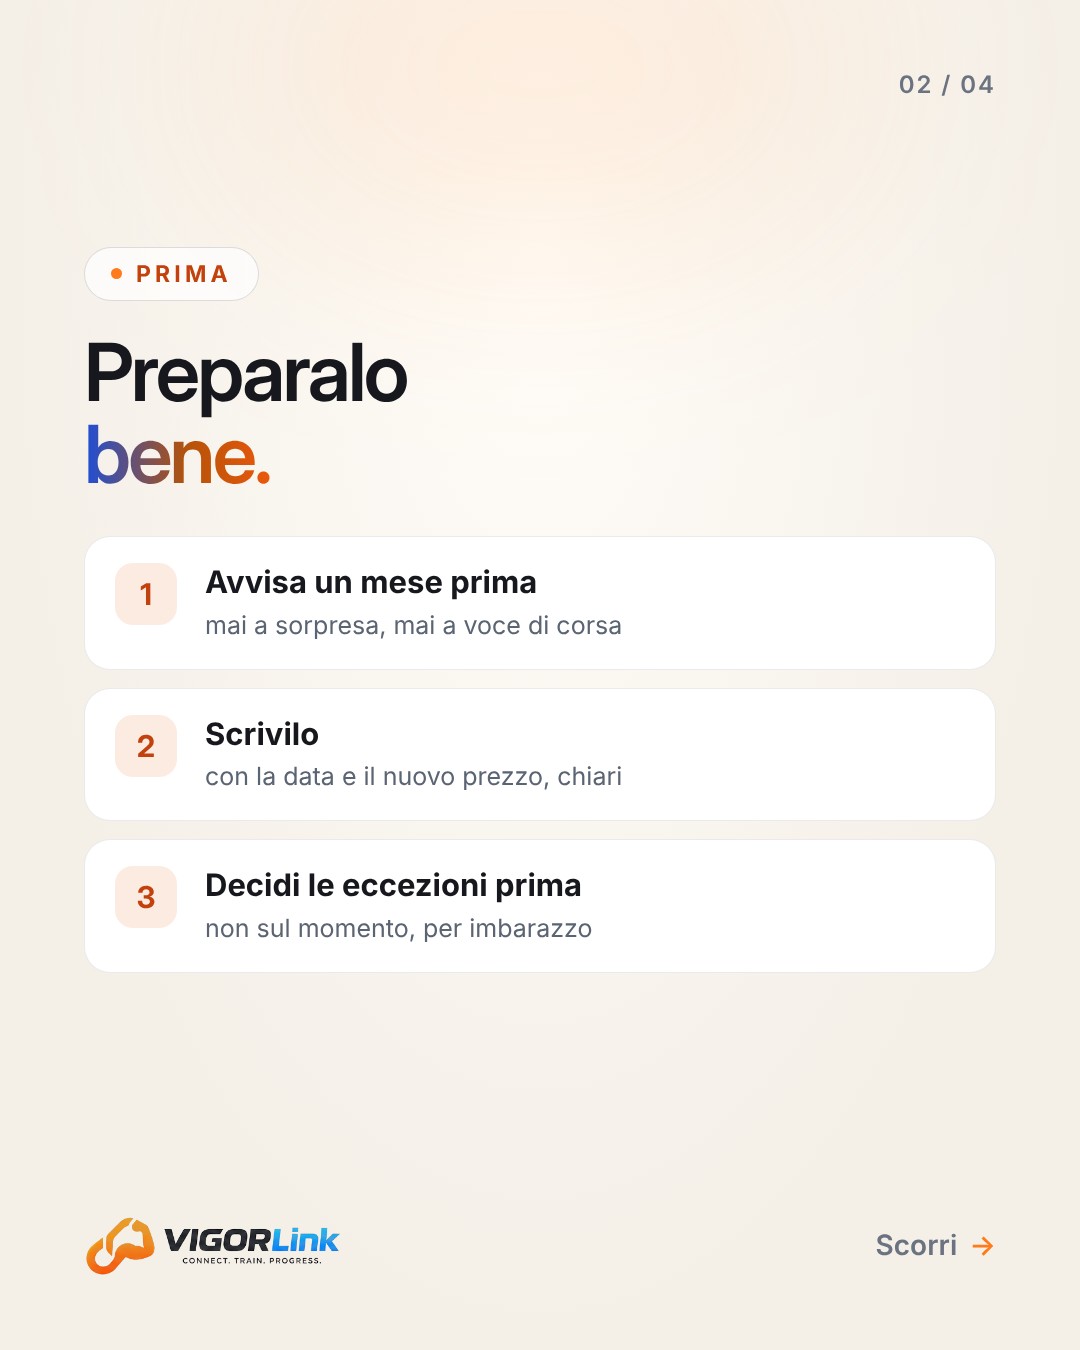 02 / 04
PRIMA
Preparalo
bene.
1
Avvisa un mese prima
mai a sorpresa, mai a voce di corsa
2
Scrivilo
con la data e il nuovo prezzo, chiari
3
Decidi le eccezioni prima
non sul momento, per imbarazzo
VIGORLink
CONNECT. TRAIN. PROGRESS.
Scorri →